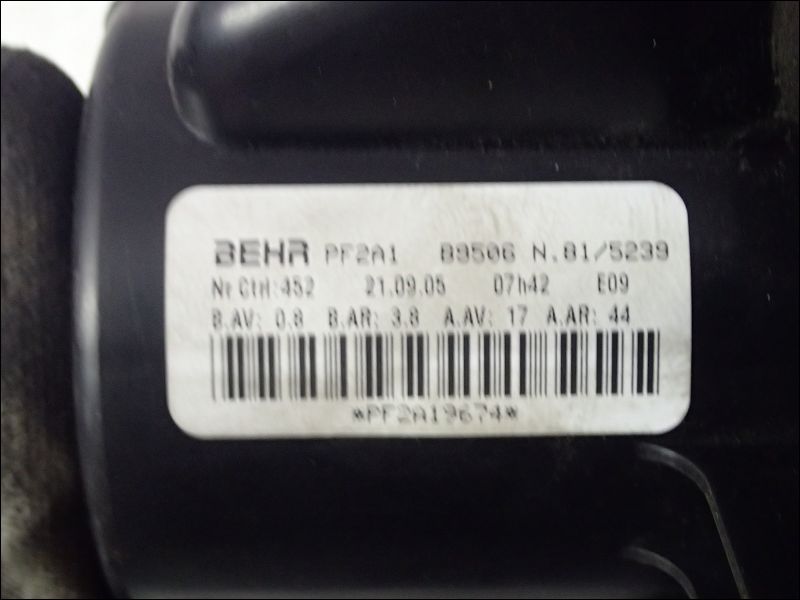 BEHR PF2A1 B9506 N.81/5239
Nr Ctrl:452 21.09.05 07h42 E09
B.AV: 0.8 B.AR: 3.8 A.AV: 17 A.AR: 44
*PF2A19674*